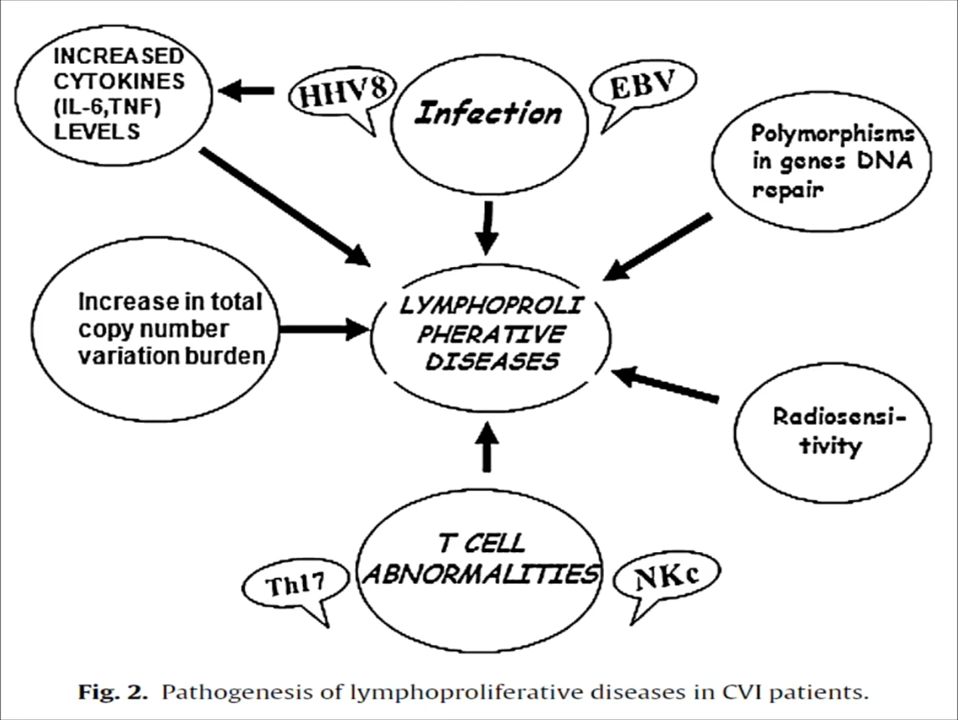 INCREASED
CYTOKINES
(IL-6,TNF)
LEVELS
HHV8
Infection
EBV
Polymorphisms
in genes DNA
repair
Increase in total
copy number
variation burden
LYMPHOPROLI
PHERATIVE
DISEASES
Radiosensi-
tivity
T CELL
ABNORMALITIES
Th17
NKc
Fig. 2. Pathogenesis of lymphoproliferative diseases in CVI patients.